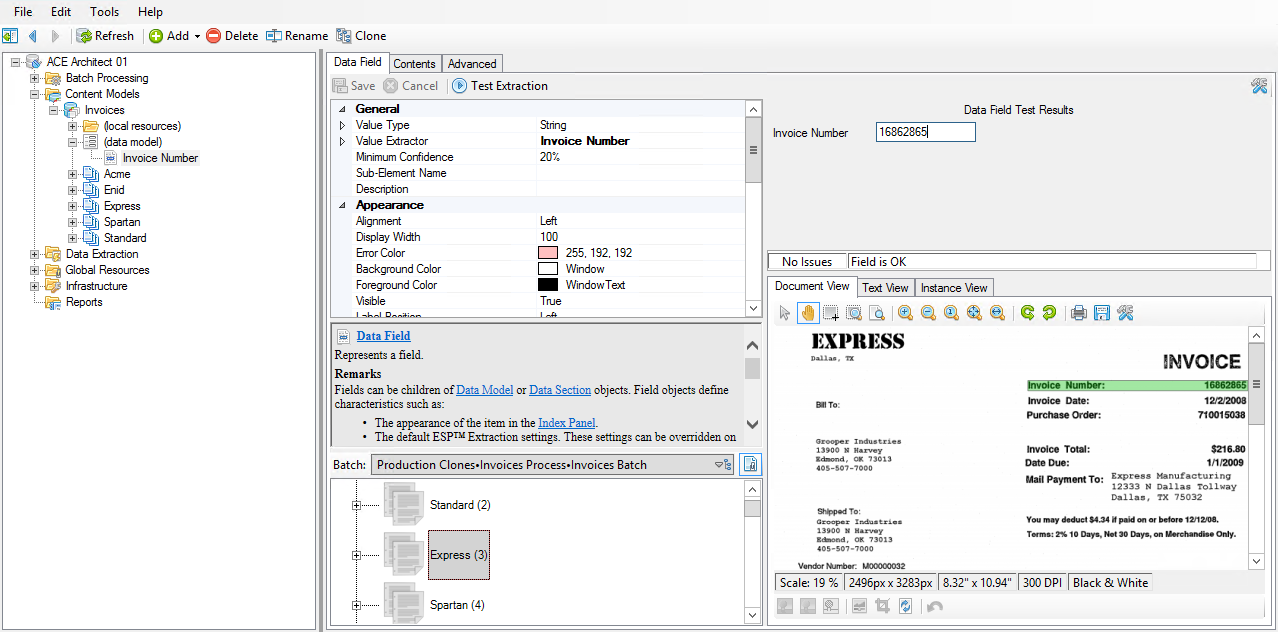 File Edit Tools Help
Refresh Add Delete Rename Clone
ACE Architect 01
Batch Processing
Content Models
Invoices
(local resources)
(data model)
Invoice Number
Acme
Enid
Express
Spartan
Standard
Data Extraction
Global Resources
Infrastructure
Reports
Data Field Contents Advanced
Save Cancel Test Extraction
General
Value Type String
Value Extractor Invoice Number
Minimum Confidence 20%
Sub-Element Name
Description
Appearance
Alignment Left
Display Width 100
Error Color 255, 192, 192
Background Color Window
Foreground Color WindowText
Visible True
Label Position Left
Data Field
Represents a field.
Remarks
Fields can be children of Data Model or Data Section objects. Field objects define
characteristics such as:
• The appearance of the item in the Index Panel.
• The default ESP™ Extraction settings. These settings can be overridden on
Batch: Production Clones•Invoices Process•Invoices Batch
Standard (2)
Express (3)
Spartan (4)
Data Field Test Results
Invoice Number 16862865
No Issues Field is OK
Document View Text View Instance View
EXPRESS
Dallas, TX
INVOICE
Invoice Number: 16862865
Invoice Date: 12/2/2008
Purchase Order: 710015038
Bill To:
Grooper Industries
13900 N Harvey
Edmond, OK 73013
405-507-7000
Invoice Total: $216.80
Date Due: 1/1/2009
Mail Payment To: Express Manufacturing
12333 N Dallas Tollway
Dallas, TX 75032
Shipped To:
Grooper Industries
13900 N Harvey
Edmond, OK 73013
405-507-7000
You may deduct $4.34 if paid on or before 12/12/08.
Terms: 2% 10 Days, Net 30 Days, on Merchandise Only.
Vendor Number: M00000032
Scale: 19 % 2496px x 3283px 8.32" x 10.94" 300 DPI Black & White